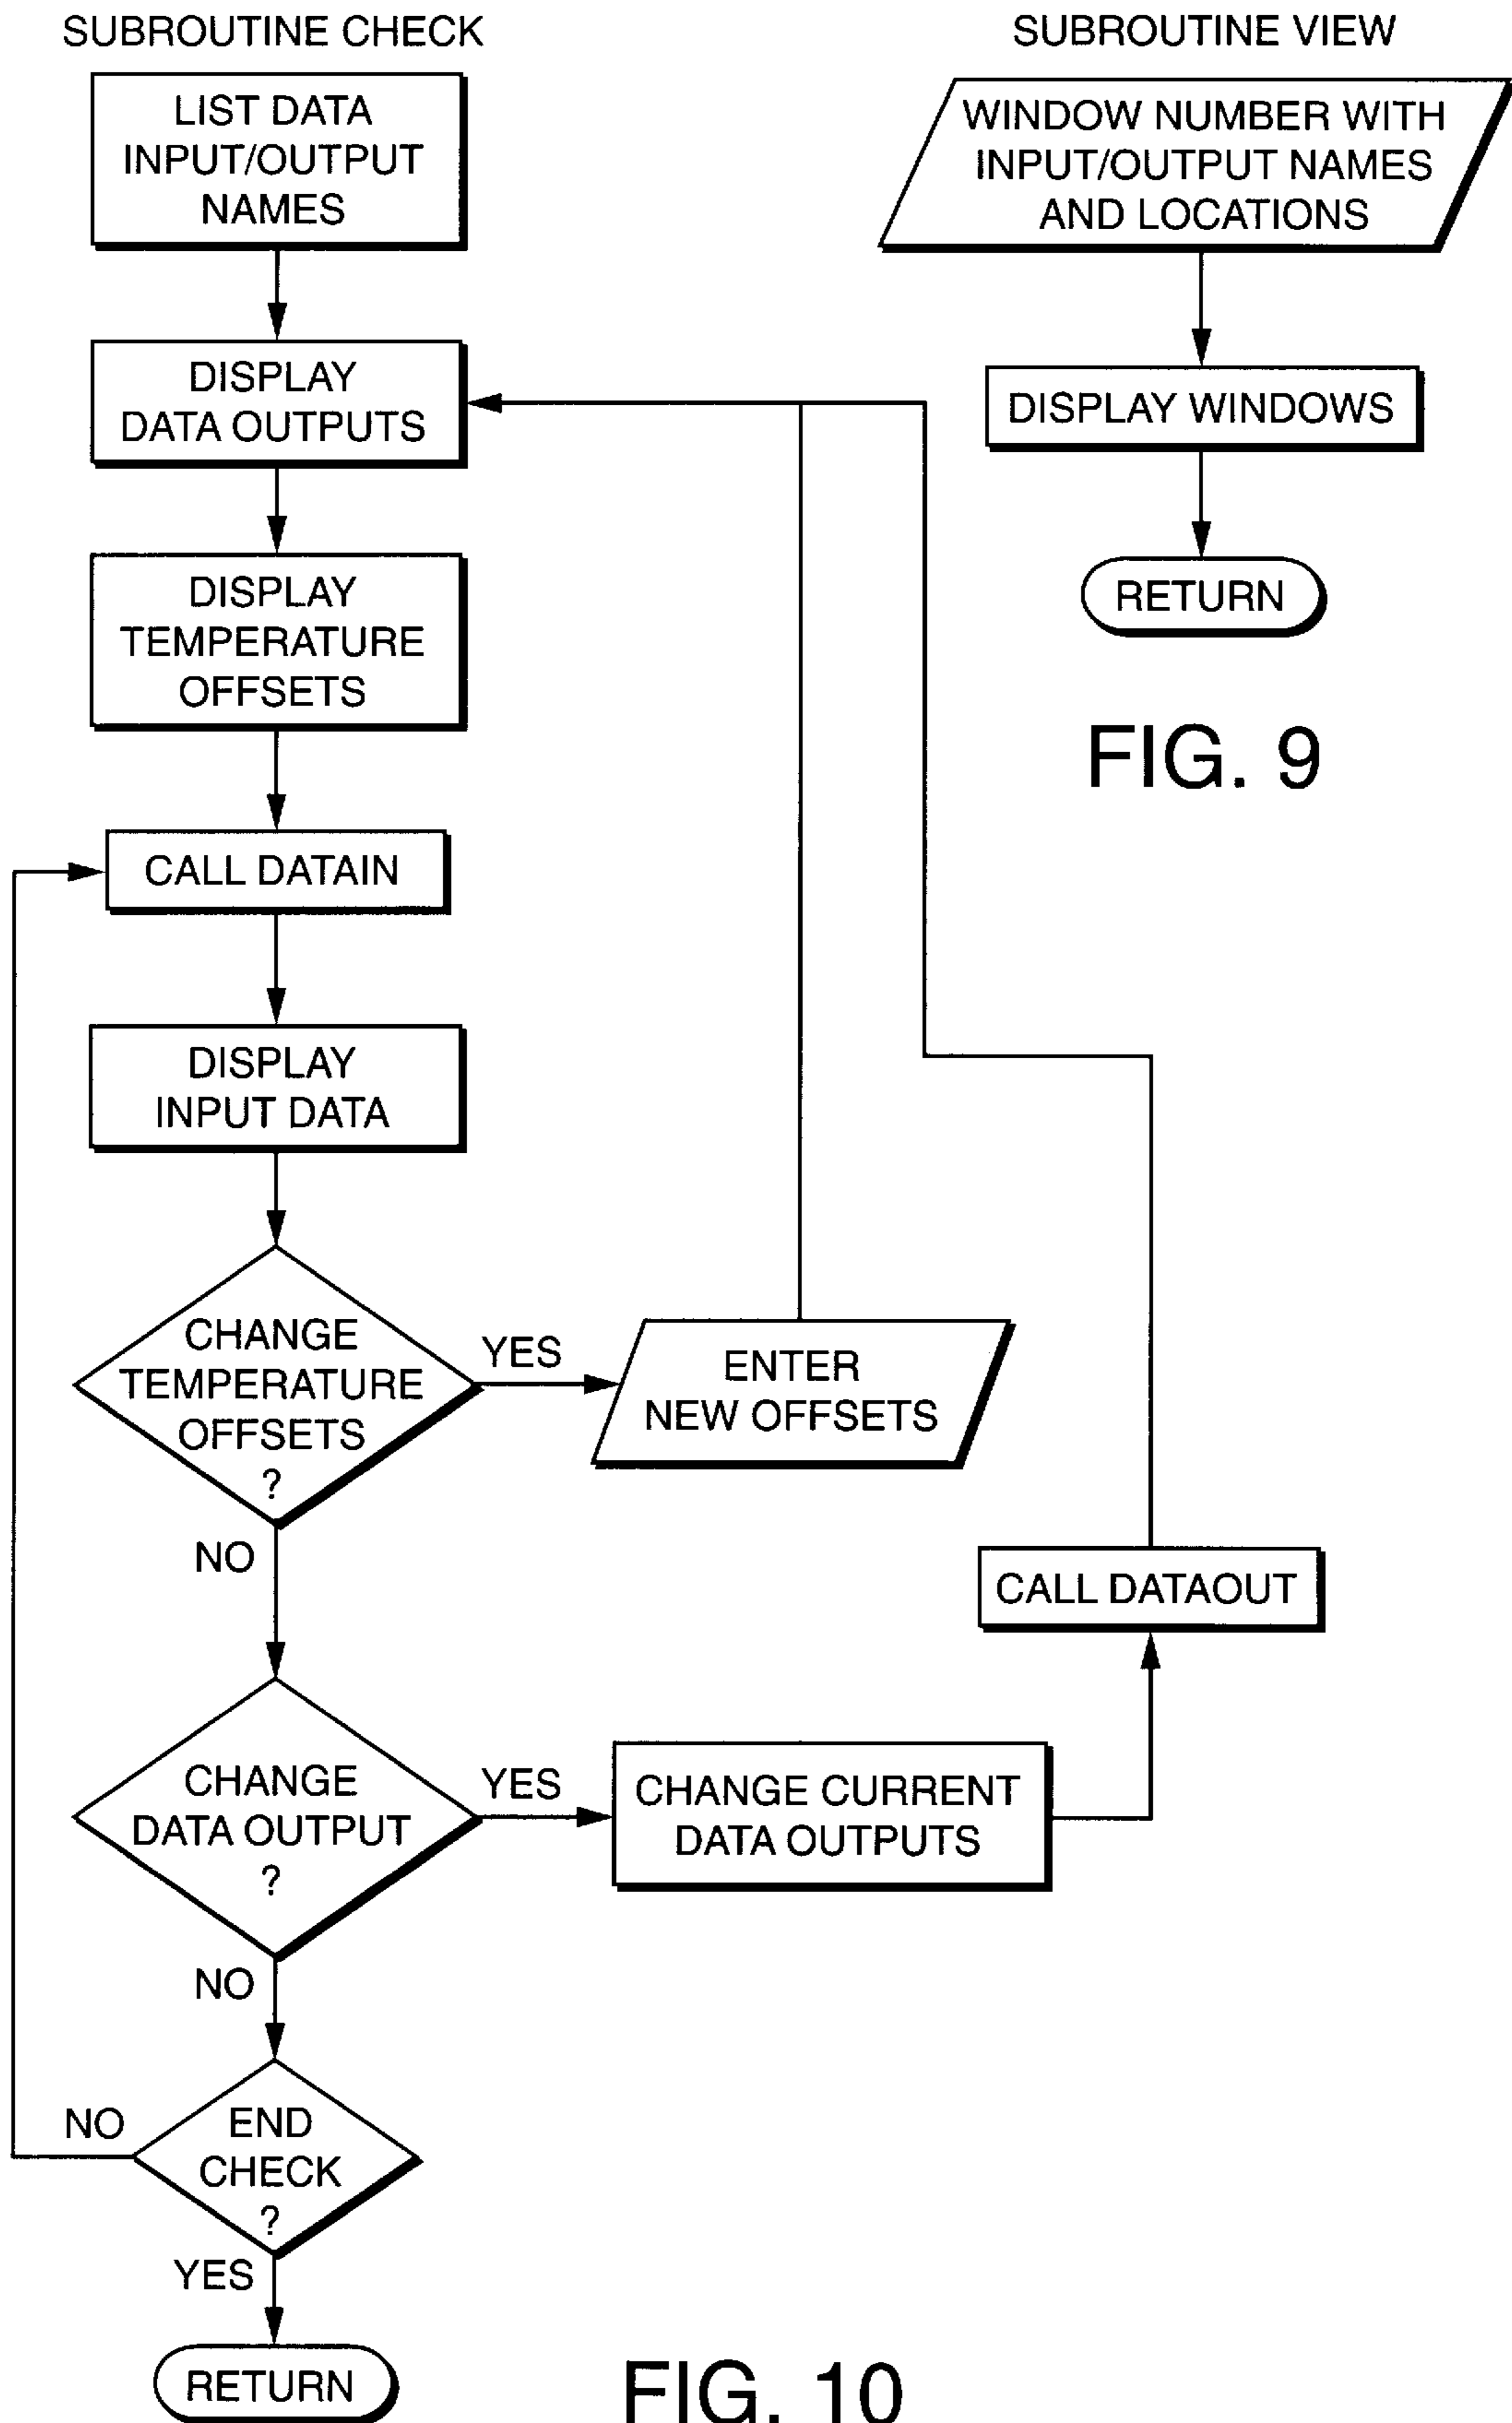 SUBROUTINE CHECK
LIST DATA
INPUT/OUTPUT
NAMES
DISPLAY
DATA OUTPUTS
DISPLAY
TEMPERATURE
OFFSETS
CALL DATAIN
DISPLAY
INPUT DATA
CHANGE
TEMPERATURE
OFFSETS
?
YES
ENTER
NEW OFFSETS
NO
CHANGE
DATA OUTPUT
?
YES
CHANGE CURRENT
DATA OUTPUTS
CALL DATAOUT
NO
END
CHECK
?
NO
YES
RETURN
FIG. 10
SUBROUTINE VIEW
WINDOW NUMBER WITH
INPUT/OUTPUT NAMES
AND LOCATIONS
DISPLAY WINDOWS
RETURN
FIG. 9